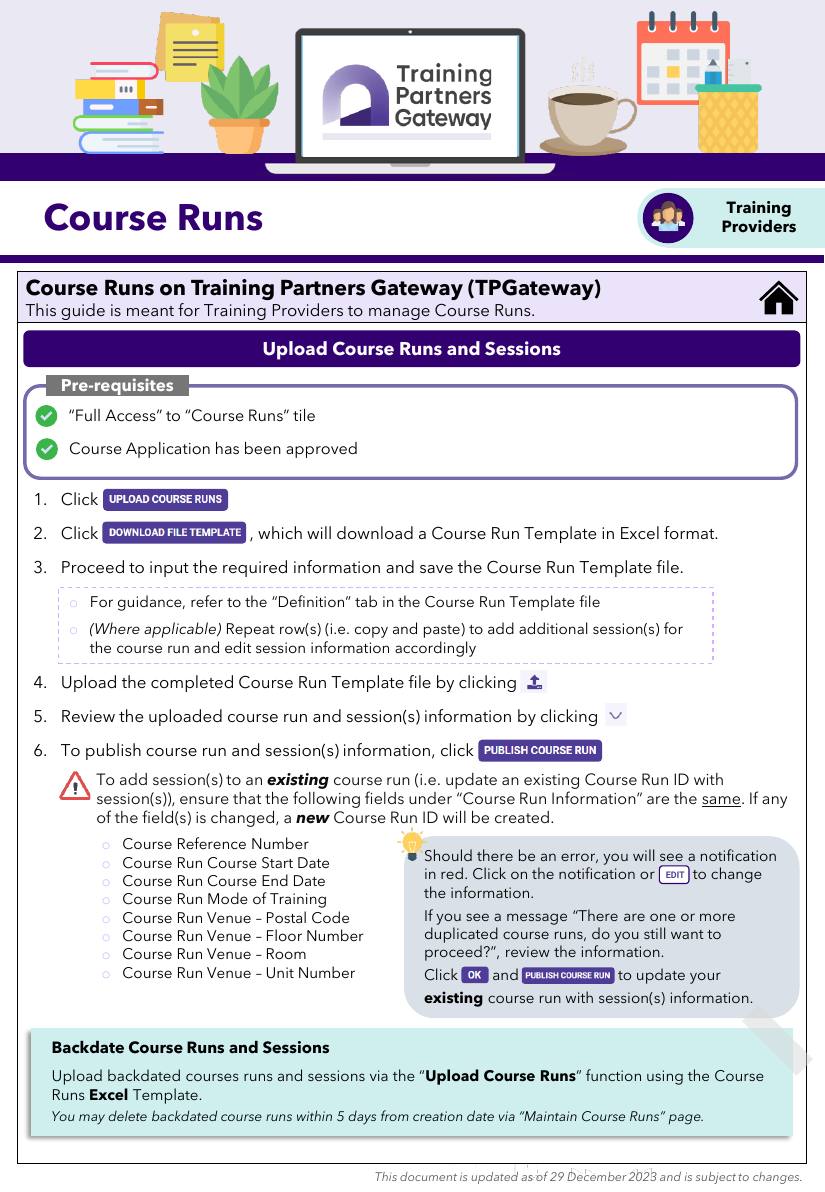 Training
Partners
Gateway
Course Runs
Training
Providers
Course Runs on Training Partners Gateway (TPGateway)
This guide is meant for Training Providers to manage Course Runs.
Upload Course Runs and Sessions
Pre-requisites
“Full Access” to “Course Runs” tile
Course Application has been approved
1. Click UPLOAD COURSE RUNS
2. Click DOWNLOAD FILE TEMPLATE , which will download a Course Run Template in Excel format.
3. Proceed to input the required information and save the Course Run Template file.
For guidance, refer to the “Definition” tab in the Course Run Template file
(Where applicable) Repeat row(s) (i.e. copy and paste) to add additional session(s) for
the course run and edit session information accordingly
4. Upload the completed Course Run Template file by clicking
5. Review the uploaded course run and session(s) information by clicking
6. To publish course run and session(s) information, click PUBLISH COURSE RUN
To add session(s) to an existing course run (i.e. update an existing Course Run ID with
session(s)), ensure that the following fields under “Course Run Information” are the same. If any
of the field(s) is changed, a new Course Run ID will be created.
Course Reference Number
Course Run Course Start Date
Course Run Course End Date
Course Run Mode of Training
Course Run Venue – Postal Code
Course Run Venue – Floor Number
Course Run Venue – Room
Course Run Venue – Unit Number
Should there be an error, you will see a notification
in red. Click on the notification or EDIT to change
the information.
If you see a message “There are one or more
duplicated course runs, do you still want to
proceed?”, review the information.
Click OK and PUBLISH COURSE RUN to update your
existing course run with session(s) information.
Backdate Course Runs and Sessions
Upload backdated courses runs and sessions via the “Upload Course Runs” function using the Course
Runs Excel Template.
You may delete backdated course runs within 5 days from creation date via “Maintain Course Runs” page.
This document is updated as of 29 December 2023 and is subject to changes.